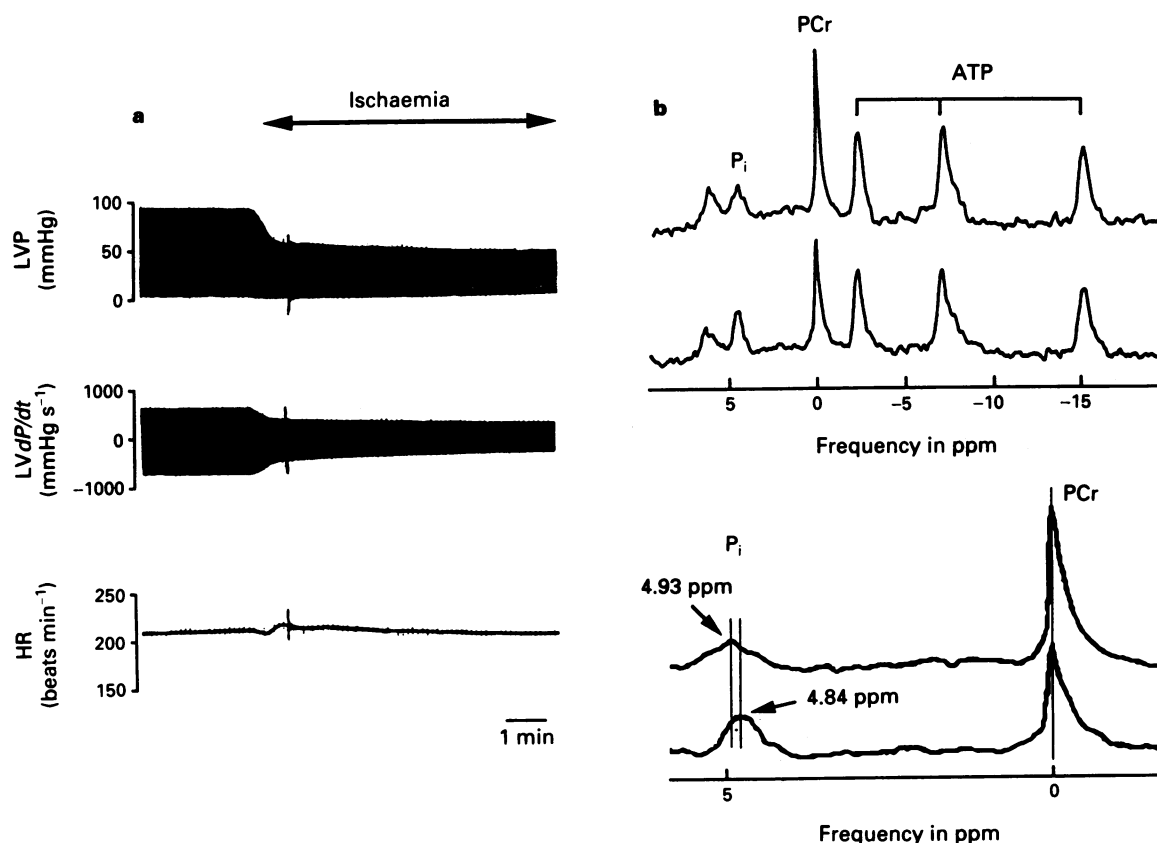 a
Ischaemia
LVP
(mmHg)
100
50
0
LVdP/dt
(mmHg s⁻¹)
1000
0
−1000
HR
(beats min⁻¹)
250
200
150
1 min
b
PCr
ATP
Pi
5 0 −5 −10 −15
Frequency in ppm
PCr
Pi
4.93 ppm
4.84 ppm
5 0
Frequency in ppm